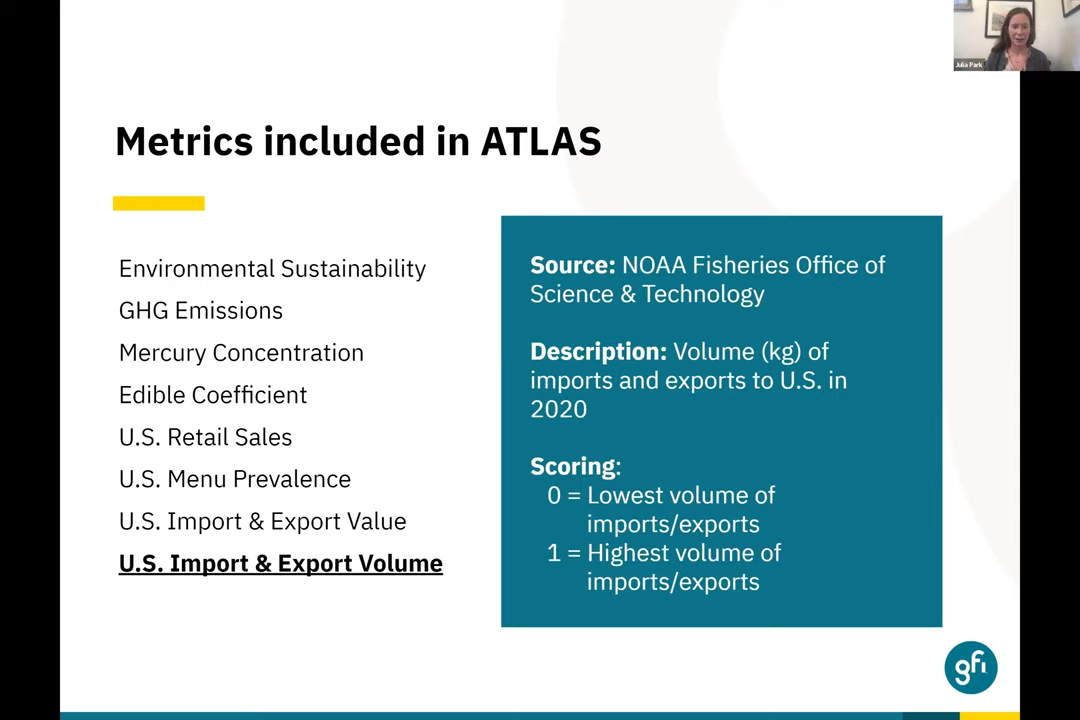 Julia Park
Metrics included in ATLAS
Environmental Sustainability
GHG Emissions
Mercury Concentration
Edible Coefficient
U.S. Retail Sales
U.S. Menu Prevalence
U.S. Import & Export Value
U.S. Import & Export Volume
Source: NOAA Fisheries Office of
Science & Technology
Description: Volume (kg) of
imports and exports to U.S. in
2020
Scoring:
0 = Lowest volume of
imports/exports
1 = Highest volume of
imports/exports
gfi